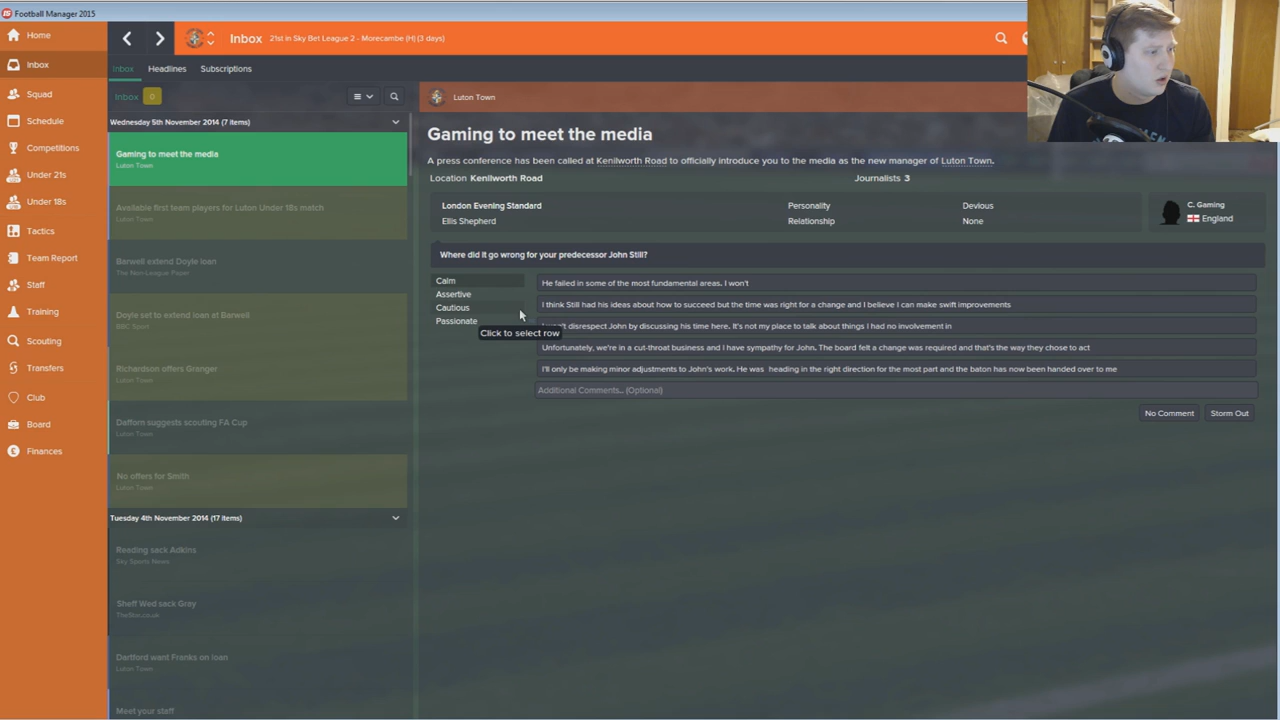 Football Manager 2015
Home
Inbox
Squad
Schedule
Competitions
Under 21s
Under 18s
Tactics
Team Report
Staff
Training
Scouting
Transfers
Club
Board
Finances
Inbox 21st in Sky Bet League 2 - Morecambe (H) (3 days)
Inbox Headlines Subscriptions
Inbox 0
Wednesday 5th November 2014 (7 items)
Gaming to meet the media
Luton Town
Available first team players for Luton Under 18s match
Luton Town
Barwell extend Doyle loan
The Non-League Paper
Doyle set to extend loan at Barwell
BBC Sport
Richardson offers Granger
Luton Town
Dalforn suggests scouting FA Cup
Luton Town
No offers for Smith
Luton Town
Tuesday 4th November 2014 (17 items)
Reading sack Adkins
Sky Sports News
Sheff Wed sack Gray
TheStar.co.uk
Dartford want Franks on loan
Luton Town
Meet your staff
Luton Town
Gaming to meet the media
A press conference has been called at Kenilworth Road to officially introduce you to the media as the new manager of Luton Town.
Location Kenilworth Road Journalists 3
London Evening Standard Personality Devious
Ellis Shepherd Relationship None
C. Gaming
England
Where did it go wrong for your predecessor John Still?
Calm
Assertive
Cautious
Passionate
Click to select row
He failed in some of the most fundamental areas. I won't
I think Still had his ideas about how to succeed but the time was right for a change and I believe I can make swift improvements
disrespect John by discussing his time here. It's not my place to talk about things I had no involvement in
Unfortunately, we're in a cut-throat business and I have sympathy for John. The board felt a change was required and that's the way they chose to act
I'll only be making minor adjustments to John's work. He was heading in the right direction for the most part and the baton has now been handed over to me
Additional Comments... (Optional)
No Comment Storm Out